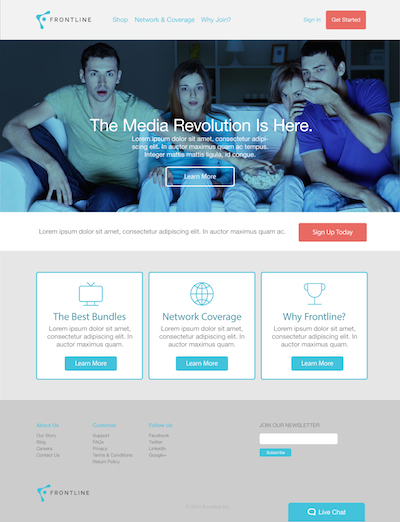 FRONTLINE
Shop Network & Coverage Why Join?
Sign In Get Started
The Media Revolution Is Here.
Lorem ipsum dolor sit amet, consectetur adipi-
scing elit. In auctor maximus quam ac tempus.
Integer mattis mattis ligula, id congue.
Learn More
Lorem ipsum dolor sit amet, consectetur adipiscing elit. In auctor maximus quam ac.
Sign Up Today
The Best Bundles
Lorem ipsum dolor sit amet,
consectetur adipiscing elit. In
auctor maximus quam.
Learn More
Network Coverage
Lorem ipsum dolor sit amet,
consectetur adipiscing elit. In
auctor maximus quam.
Learn More
Why Frontline?
Lorem ipsum dolor sit amet,
consectetur adipiscing elit. In
auctor maximus quam.
Learn More
About Us
Our Story
Blog
Careers
Contact Us
Customer
Support
FAQs
Privacy
Terms & Conditions
Return Policy
Follow Us
Facebook
Twitter
LinkedIn
Google+
JOIN OUR NEWSLETTER
Subscribe
FRONTLINE
Live Chat